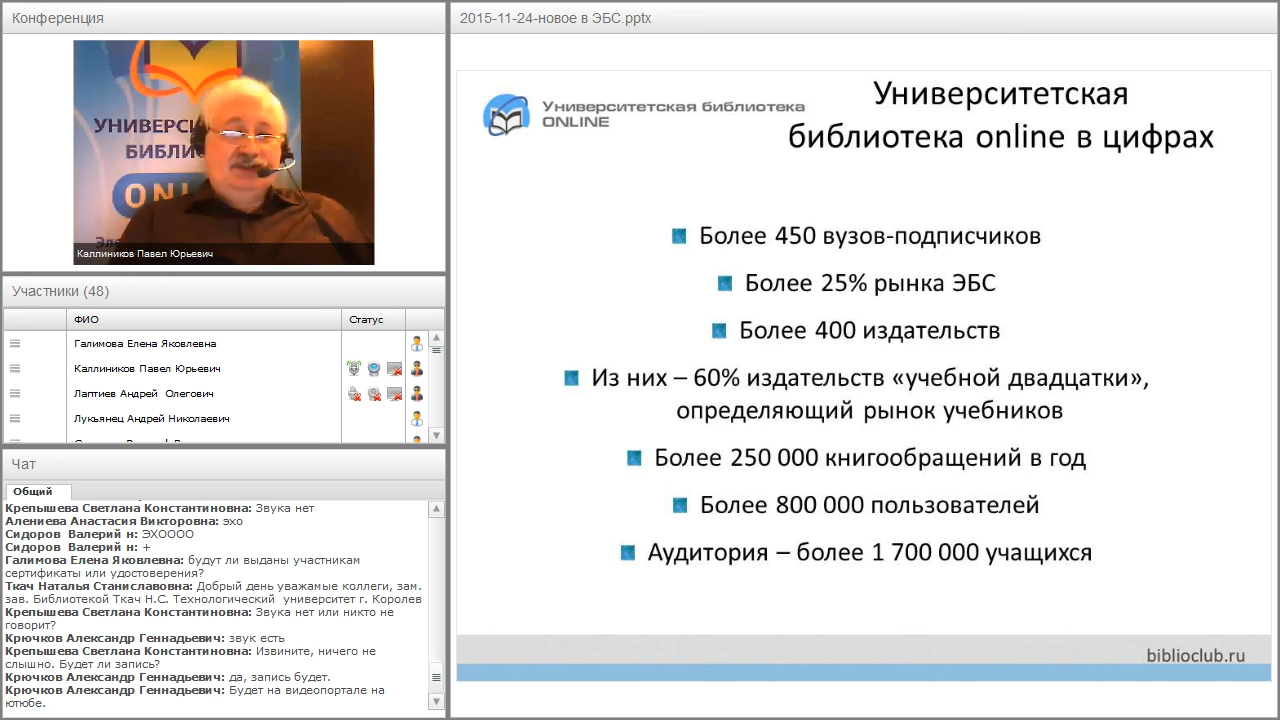 Конференция
УНИВЕРСИ
БИБЛИ
Каллиников Павел Юрьевич
Участники (48)
ФИО
Статус
Галимова Елена Яковлевна
Каллиников Павел Юрьевич
Лаптиев Андрей Олегович
Лукьянец Андрей Николаевич
Чат
Общий
Крепышева Светлана Константиновна: Звука нет
Алениева Анастасия Викторовна: эхо
Сидоров Валерий н: ЭХОООО
Сидоров Валерий н: +
Галимова Елена Яковлевна: будут ли выданы участникам
сертификаты или удостоверения?
Ткач Наталья Станиславовна: Добрый день уважамые коллеги, зам.
зав. Библиотекой Ткач Н.С. Технологический университет г. Королев
Крепышева Светлана Константиновна: Звука нет или никто не
говорит?
Крючков Александр Геннадьевич: звук есть
Крепышева Светлана Константиновна: Извините, ничего не
слышно. Будет ли запись?
Крючков Александр Геннадьевич: да, запись будет.
Крючков Александр Геннадьевич: Будет на видеопортале на
ютюбе.
2015-11-24-новое в ЭБС.pptx
Университетская библиотека
ONLINE
Университетская
библиотека online в цифрах
Более 450 вузов-подписчиков
Более 25% рынка ЭБС
Более 400 издательств
Из них – 60% издательств «учебной двадцатки»,
определяющий рынок учебников
Более 250 000 книгообращений в год
Более 800 000 пользователей
Аудитория – более 1 700 000 учащихся
biblioclub.ru